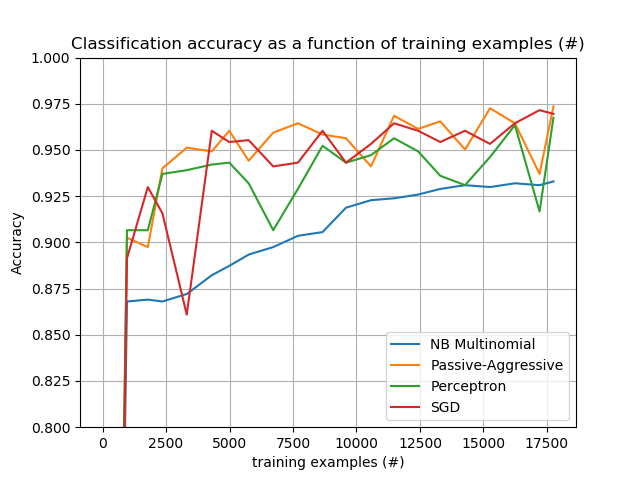 Classification accuracy as a function of training examples (#)
1.000
0.975
0.950
0.925
0.900
0.875
0.850
0.825
0.800
Accuracy
NB Multinomial
Passive-Aggressive
Perceptron
SGD
0 2500 5000 7500 10000 12500 15000 17500
training examples (#)